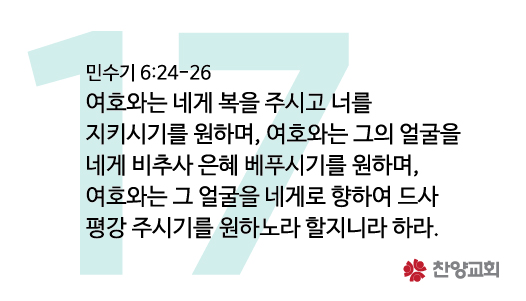 17
민수기 6:24-26
여호와는 네게 복을 주시고 너를
지키시기를 원하며, 여호와는 그의 얼굴을
네게 비추사 은혜 베푸시기를 원하며,
여호와는 그 얼굴을 네게로 향하여 드사
평강 주시기를 원하노라 할지니라 하라.
찬양교회